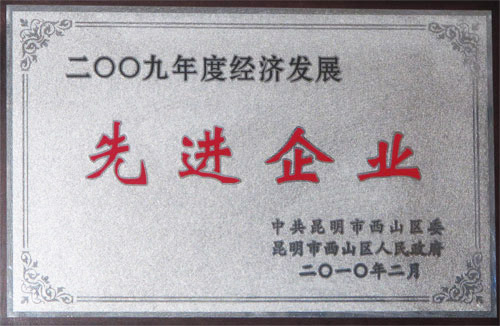 二〇〇九年度经济发展
先进企业
中共昆明市西山区委
昆明市西山区人民政府
二〇一〇年二月